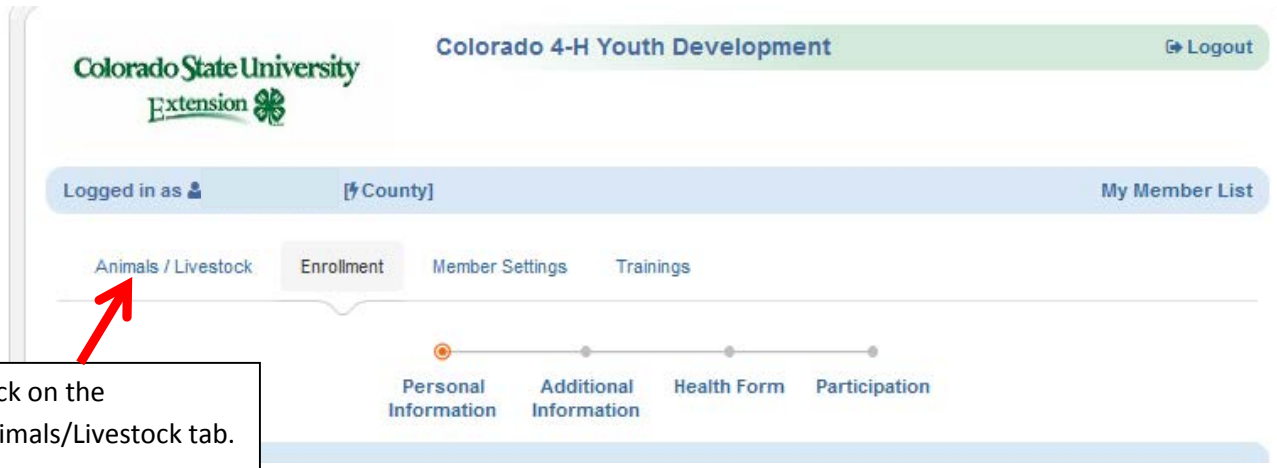 Colorado State University
Extension
Colorado 4-H Youth Development
Logout
Logged in as
[County]
My Member List
Animals / Livestock
Enrollment
Member Settings
Trainings
Personal Information
Additional Information
Health Form
Participation
ck on the
imals/Livestock tab.